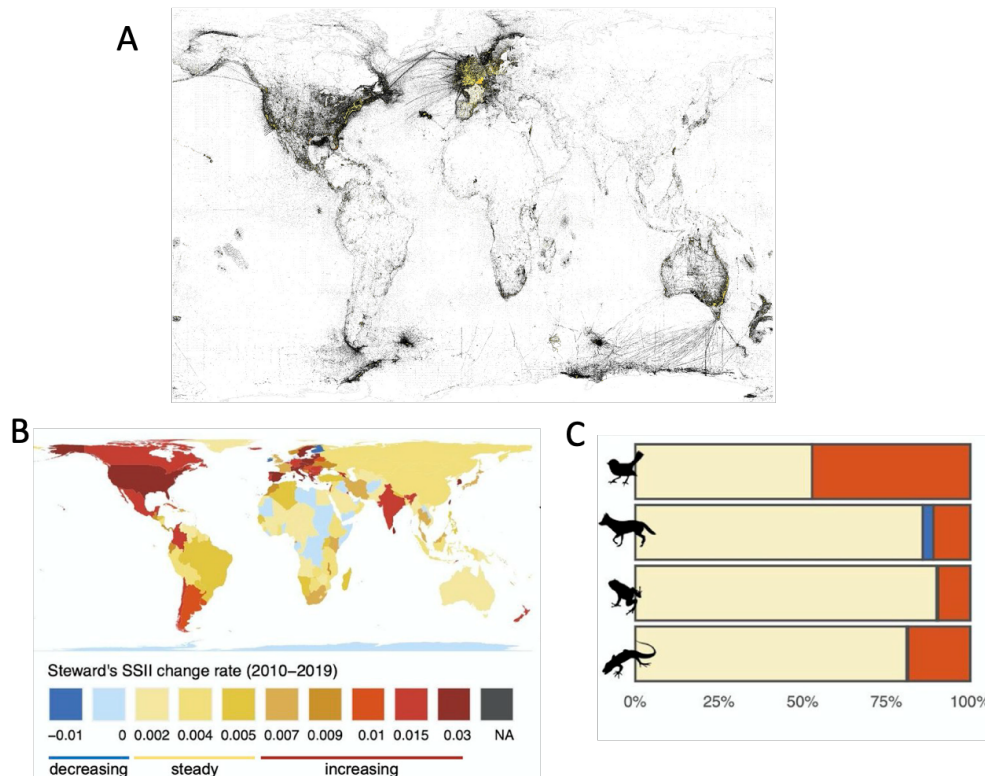 A
B
C
Steward's SSII change rate (2010–2019)
−0.01 0 0.002 0.004 0.005 0.007 0.009 0.01 0.015 0.03 NA
decreasing steady increasing
0% 25% 50% 75% 100%